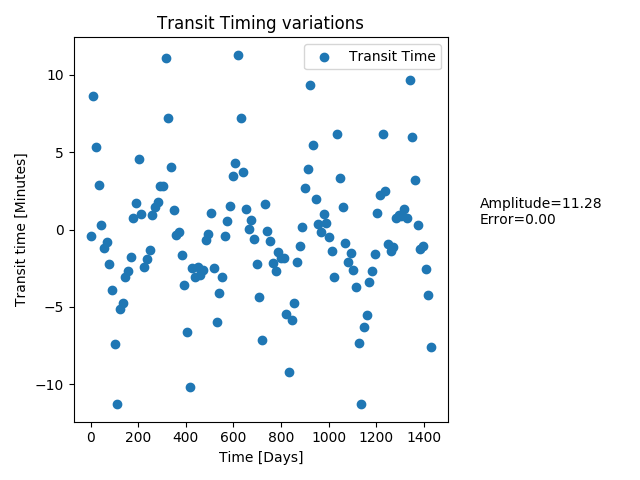 Transit Timing variations
Transit Time
10
5
0
−5
−10
Transit time [Minutes]
0 200 400 600 800 1000 1200 1400
Time [Days]
Amplitude=11.28
Error=0.00